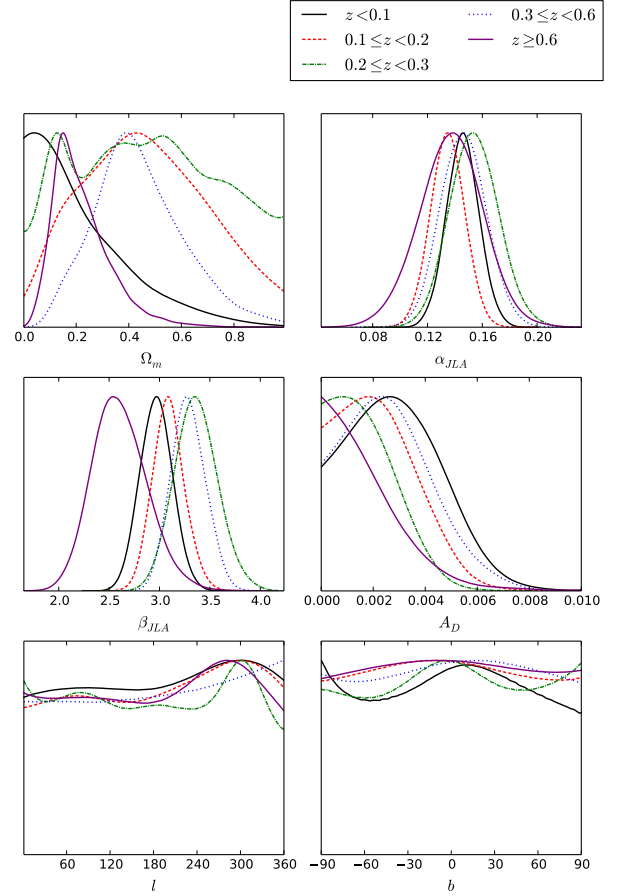 z < 0.1 0.3 ≤ z < 0.6
0.1 ≤ z < 0.2 z ≥ 0.6
0.2 ≤ z < 0.3
0.0 0.2 0.4 0.6 0.8
Ω_m
0.08 0.12 0.16 0.20
α_JLA
2.0 2.5 3.0 3.5 4.0
β_JLA
0.000 0.002 0.004 0.006 0.008 0.010
A_D
60 120 180 240 300 360
l
−90 −60 −30 0 30 60 90
b